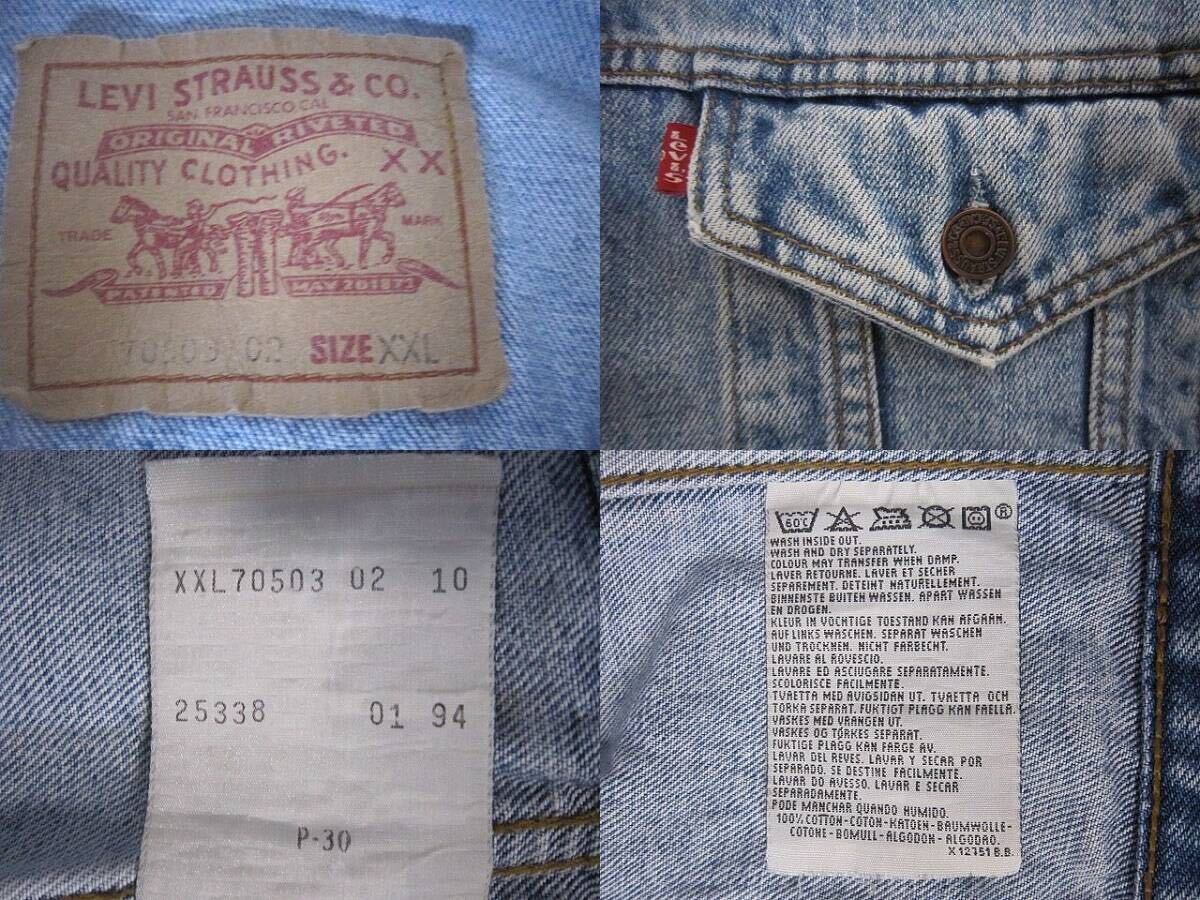 LEVI STRAUSS & CO.
SAN FRANCISCO CAL
ORIGINAL RIVETED
QUALITY CLOTHING. XX
TRADE MARK
PATENTED MAY 20 1873
70503 02 SIZE XXL
Levi's
XXL70503 02 10
25338 01 94
P-30
60°C ®
WASH INSIDE OUT.
WASH AND DRY SEPARATELY.
COLOUR MAY TRANSFER WHEN DAMP.
LAVER RETOURNE. LAVER ET SECHER
SEPAREMENT. DETEINT NATURELLEMENT.
BINNENSTE BUITEN WASSEN. APART WASSEN
EN DROGEN.
KLEUR IN VOCHTIGE TOESTAND KAN AFGAAN.
AUF LINKS WASCHEN. SEPARAT WASCHEN
UND TROCKNEN. NICHT FARBECHT.
LAVARE AL ROVESCIO.
LAVARE ED ASCIUGARE SEPARATAMENTE.
SCOLORISCE FACILMENTE.
TVAETTA MED AVIGSIDAN UT. TVAETTA OCH
TORKA SEPARAT. FUKTIGT PLAGG KAN FAELLA.
VASKES MED VRANGEN UT.
VASKES OG TØRKES SEPARAT.
FUKTIGE PLAGG KAN FARGE AV.
LAVAR DEL REVES. LAVAR Y SECAR POR
SEPARADO. SE DESTINE FACILMENTE.
LAVAR DO AVESSO. LAVAR E SECAR
SEPARADAMENTE.
PODE MANCHAR QUANDO HUMIDO.
100% COTTON-COTON-KATOEN-BAUMWOLLE-
COTONE-BOMULL-ALGODON-ALGODAO.
X 12751 B.B.